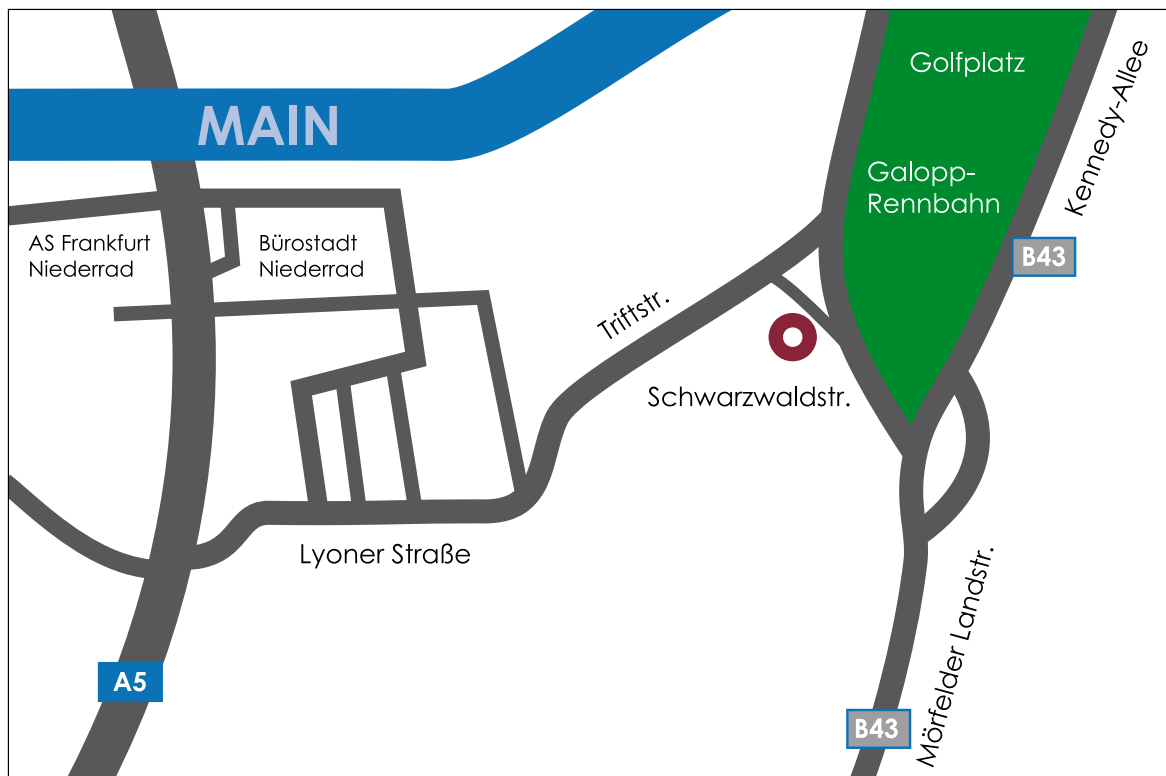 Golfplatz
MAIN
Kennedy-Allee
Galopp-
Rennbahn
AS Frankfurt
Niederrad
Bürostadt
Niederrad
B43
Triftstr.
Schwarzwaldstr.
Lyoner Straße
Mörfelder Landstr.
A5
B43